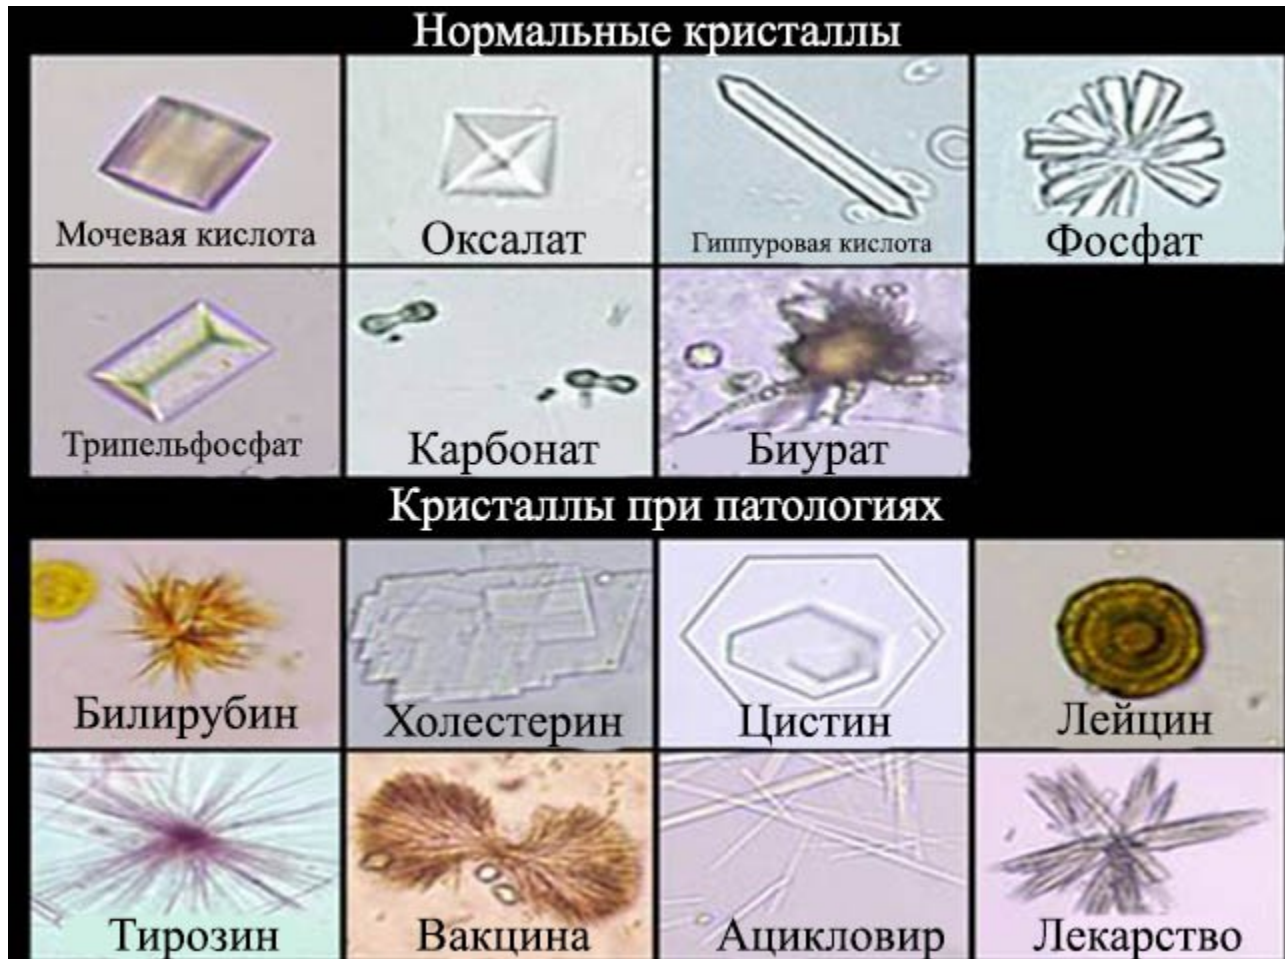 Нормальные кристаллы
Мочевая кислота
Оксалат
Гиппуровая кислота
Фосфат
Трипельфосфат
Карбонат
Биурат
Кристаллы при патологиях
Билирубин
Холестерин
Цистин
Лейцин
Тирозин
Вакцина
Ацикловир
Лекарство